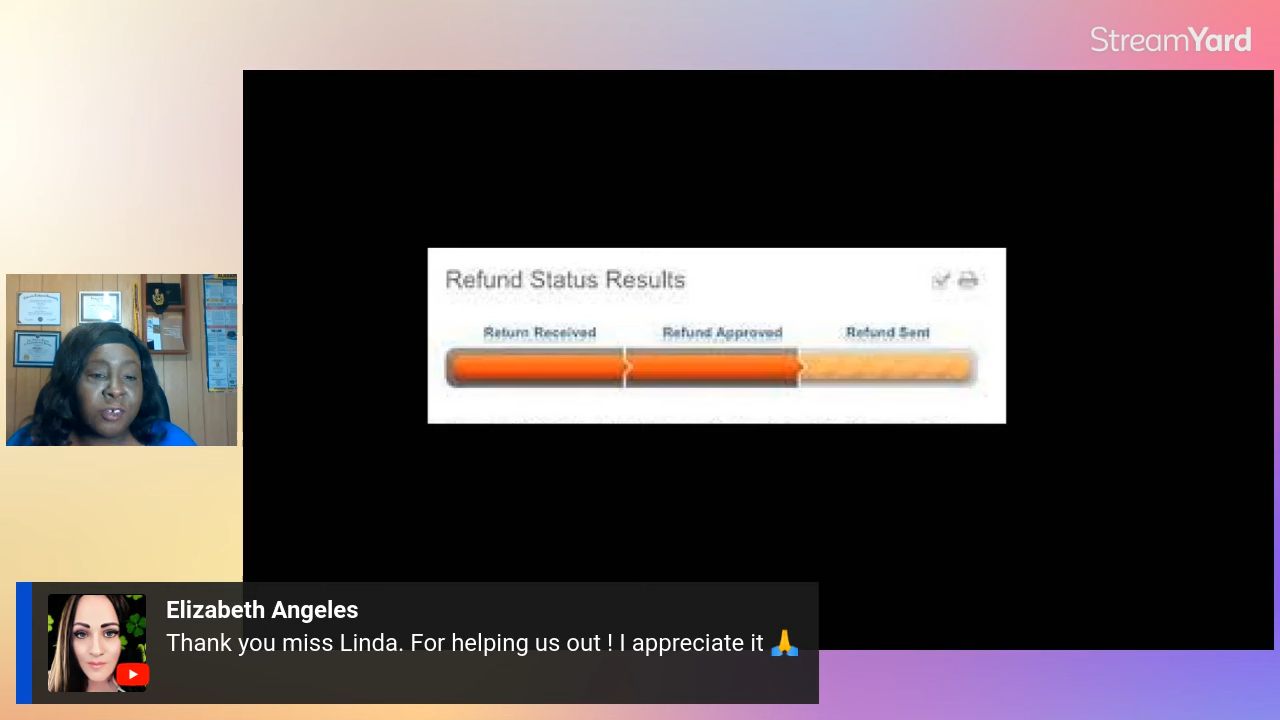 StreamYard
Refund Status Results
Return Received Refund Approved Refund Sent
Elizabeth Angeles
Thank you miss Linda. For helping us out ! I appreciate it 🙏